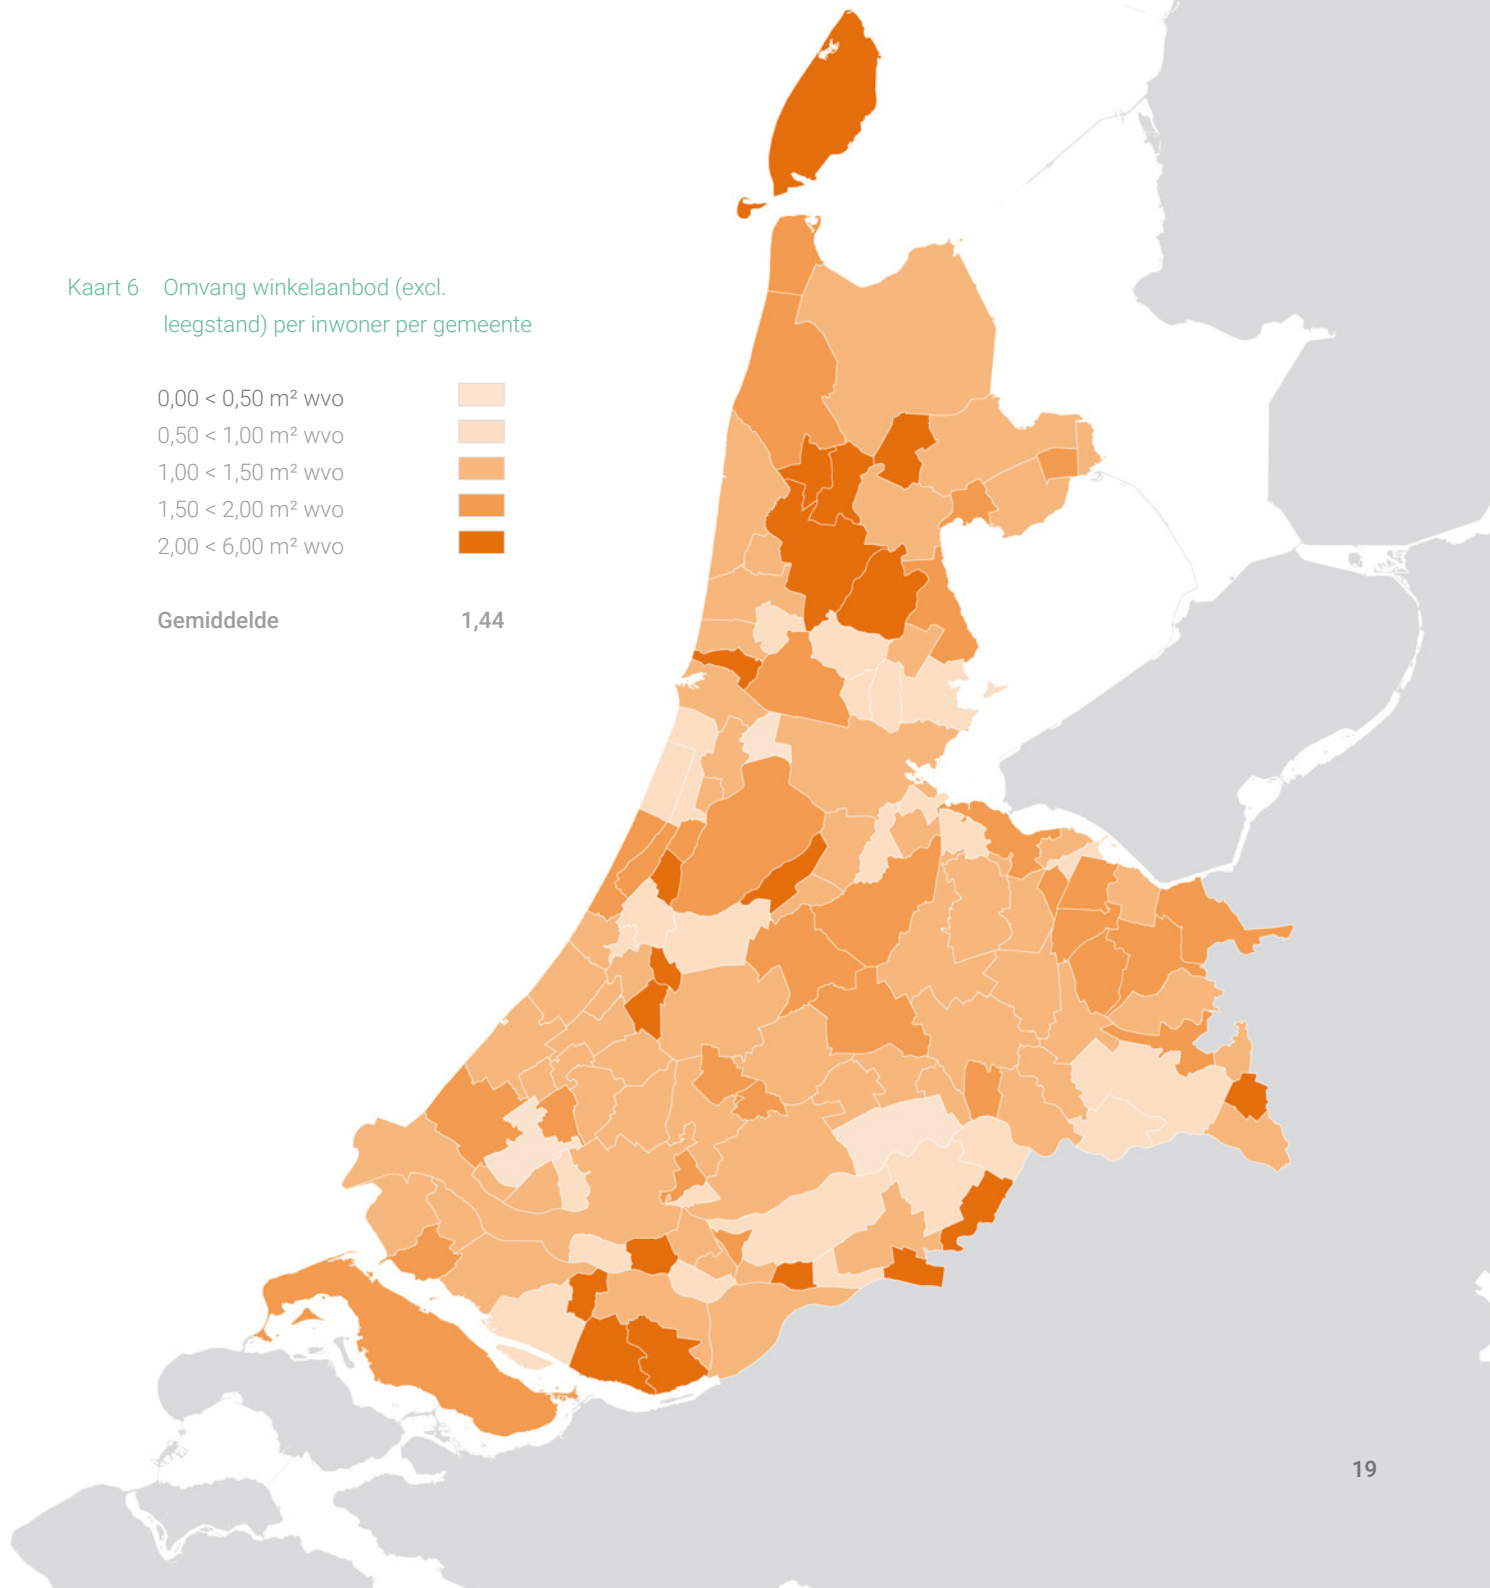 Kaart 6 Omvang winkelaanbod (excl.
leegstand) per inwoner per gemeente
0,00 < 0,50 m² wvo
0,50 < 1,00 m² wvo
1,00 < 1,50 m² wvo
1,50 < 2,00 m² wvo
2,00 < 6,00 m² wvo
Gemiddelde 1,44
19